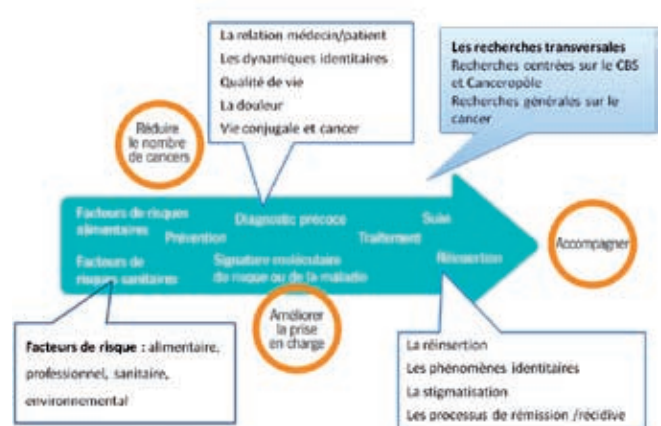 La relation médecin/patient
Les dynamiques identitaires
Qualité de vie
La douleur
Vie conjugale et cancer
Les recherches transversales
Recherches centrées sur le CBS
et Canceropôle
Recherches générales sur le
cancer
Réduire
le nombre
de cancers
Facteurs de risques
alimentaires
Prévention
Diagnostic précoce
Traitement
Suivi
Facteurs de
risques sanitaires
Signature moléculaire
de risque ou de la maladie
Réinsertion
Accompagner
Améliorer
la prise
en charge
Facteurs de risque : alimentaire,
professionnel, sanitaire,
environnemental
La réinsertion
Les phénomènes identitaires
La stigmatisation
Les processus de rémission /récidive